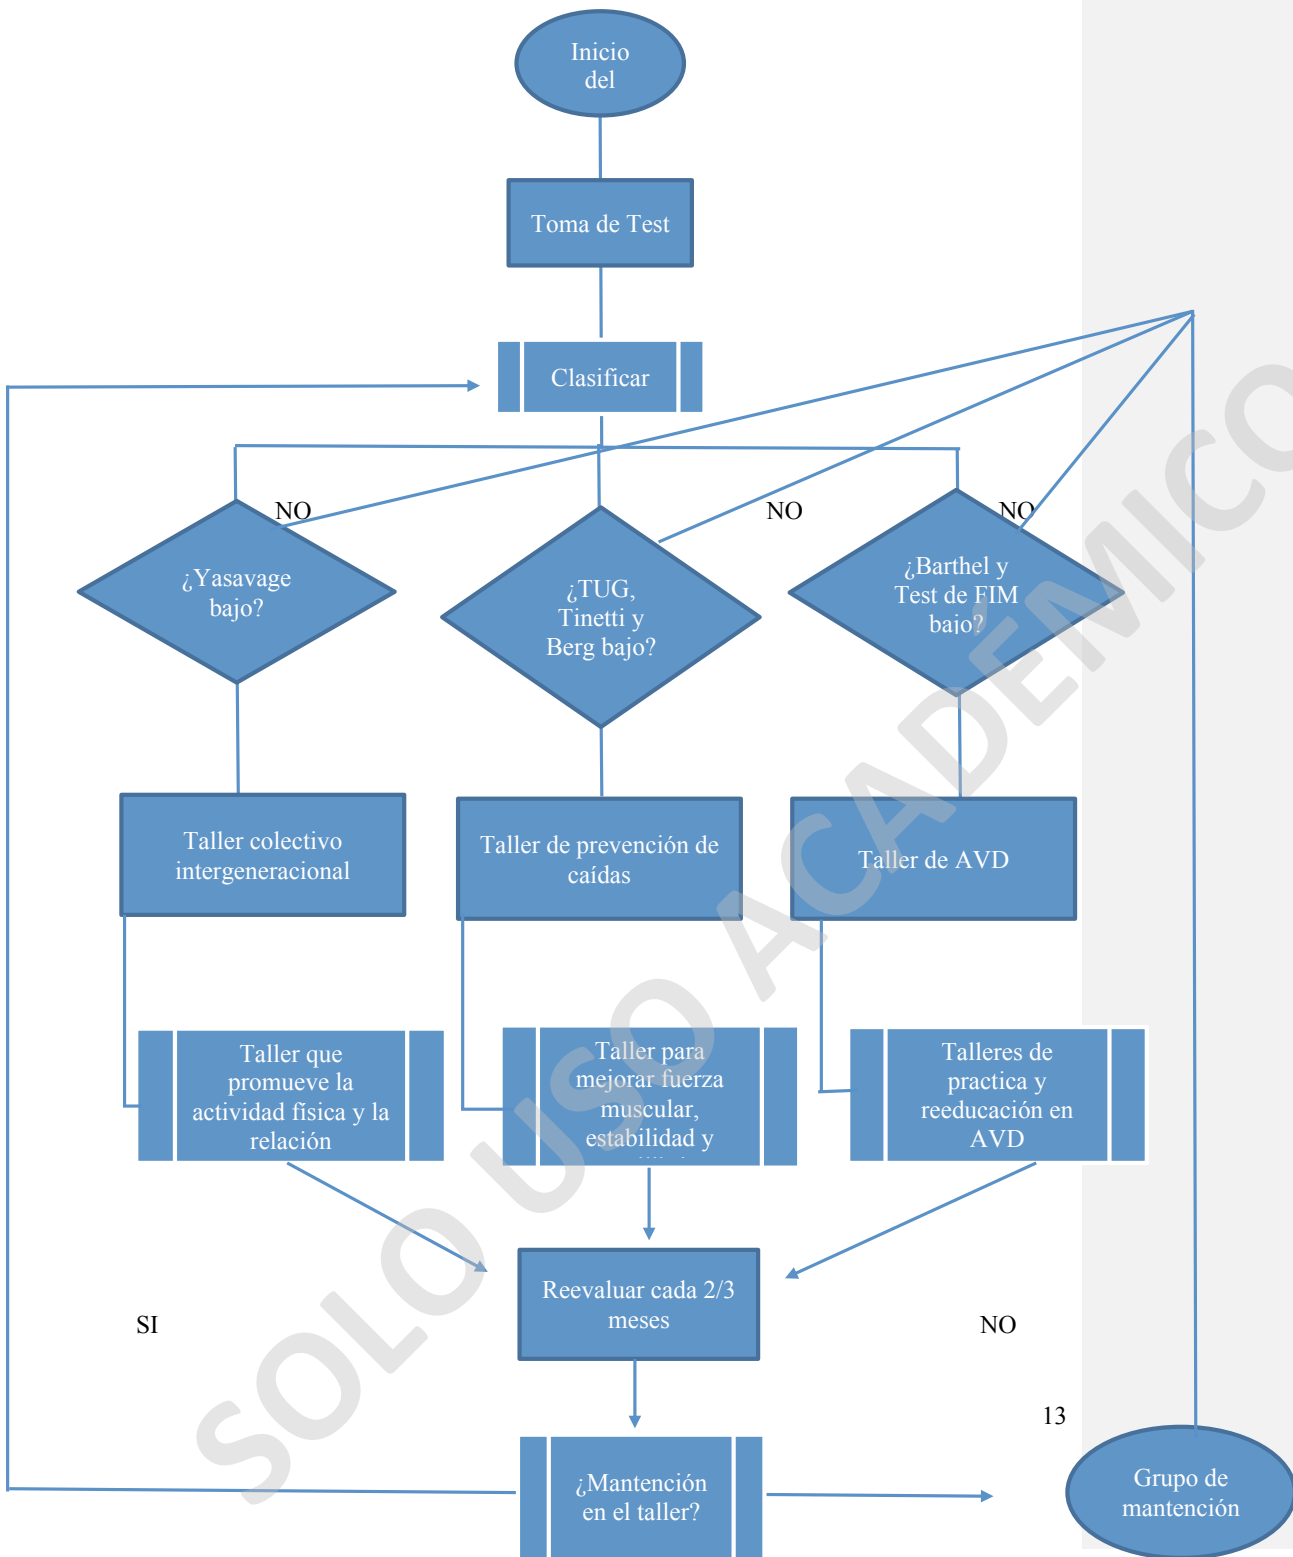 Inicio
del
Toma de Test
Clasificar
NO
NO
NO
¿Yasavage
bajo?
¿TUG,
Tinetti y
Berg bajo?
¿Barthel y
Test de FIM
bajo?
Taller colectivo
intergeneracional
Taller de prevención de
caídas
Taller de AVD
Taller que
promueve la
actividad física y la
relación
Taller para
mejorar fuerza
muscular,
estabilidad y
Talleres de
practica y
reeducación en
AVD
Reevaluar cada 2/3
meses
SI
NO
13
¿Mantención
en el taller?
Grupo de
mantención
SOLO USO ACADÉMICO